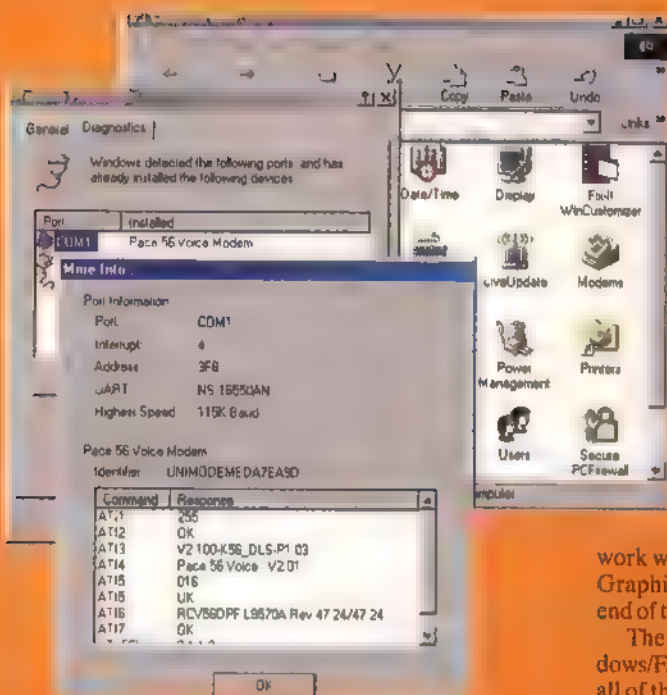 Copy Paste Undo
Links
General Diagnostics
Windows detected the following ports, and has
already installed the following devices
Port Installed
COM1 Pace 56 Voice Modem
Date/Time Display Fix-It
WinCustomizer
LiveUpdate Modems
Power
Management Printers
Users Secure
PCFirewall
More Info...
Port Information
Port: COM1
Interrupt: 4
Address: 3F8
UART: NS 16550AN
Highest Speed 115K Baud
Pace 56 Voice Modem
Identifier: UNIMODEMEDA7EA9D
Command Response
ATI1 255
ATI2 OK
ATI3 V2.100-K56_DLS-P1.03
ATI4 Pace 56 Voice V2.01
ATI5 016
ATI6 RCV56DPF L8570A Rev 47.24/47.24
ATI7 OK
OK
work w
Graphi
end of t
The
dows/F
all of th